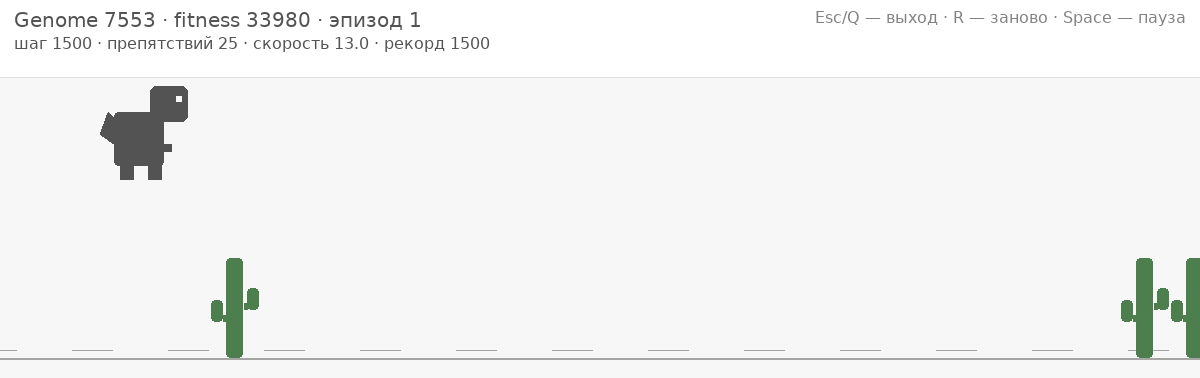 Genome 7553 · fitness 33980 · эпизод 1
Esc/Q — выход · R — заново · Space — пауза
шаг 1500 · препятствий 25 · скорость 13.0 · рекорд 1500